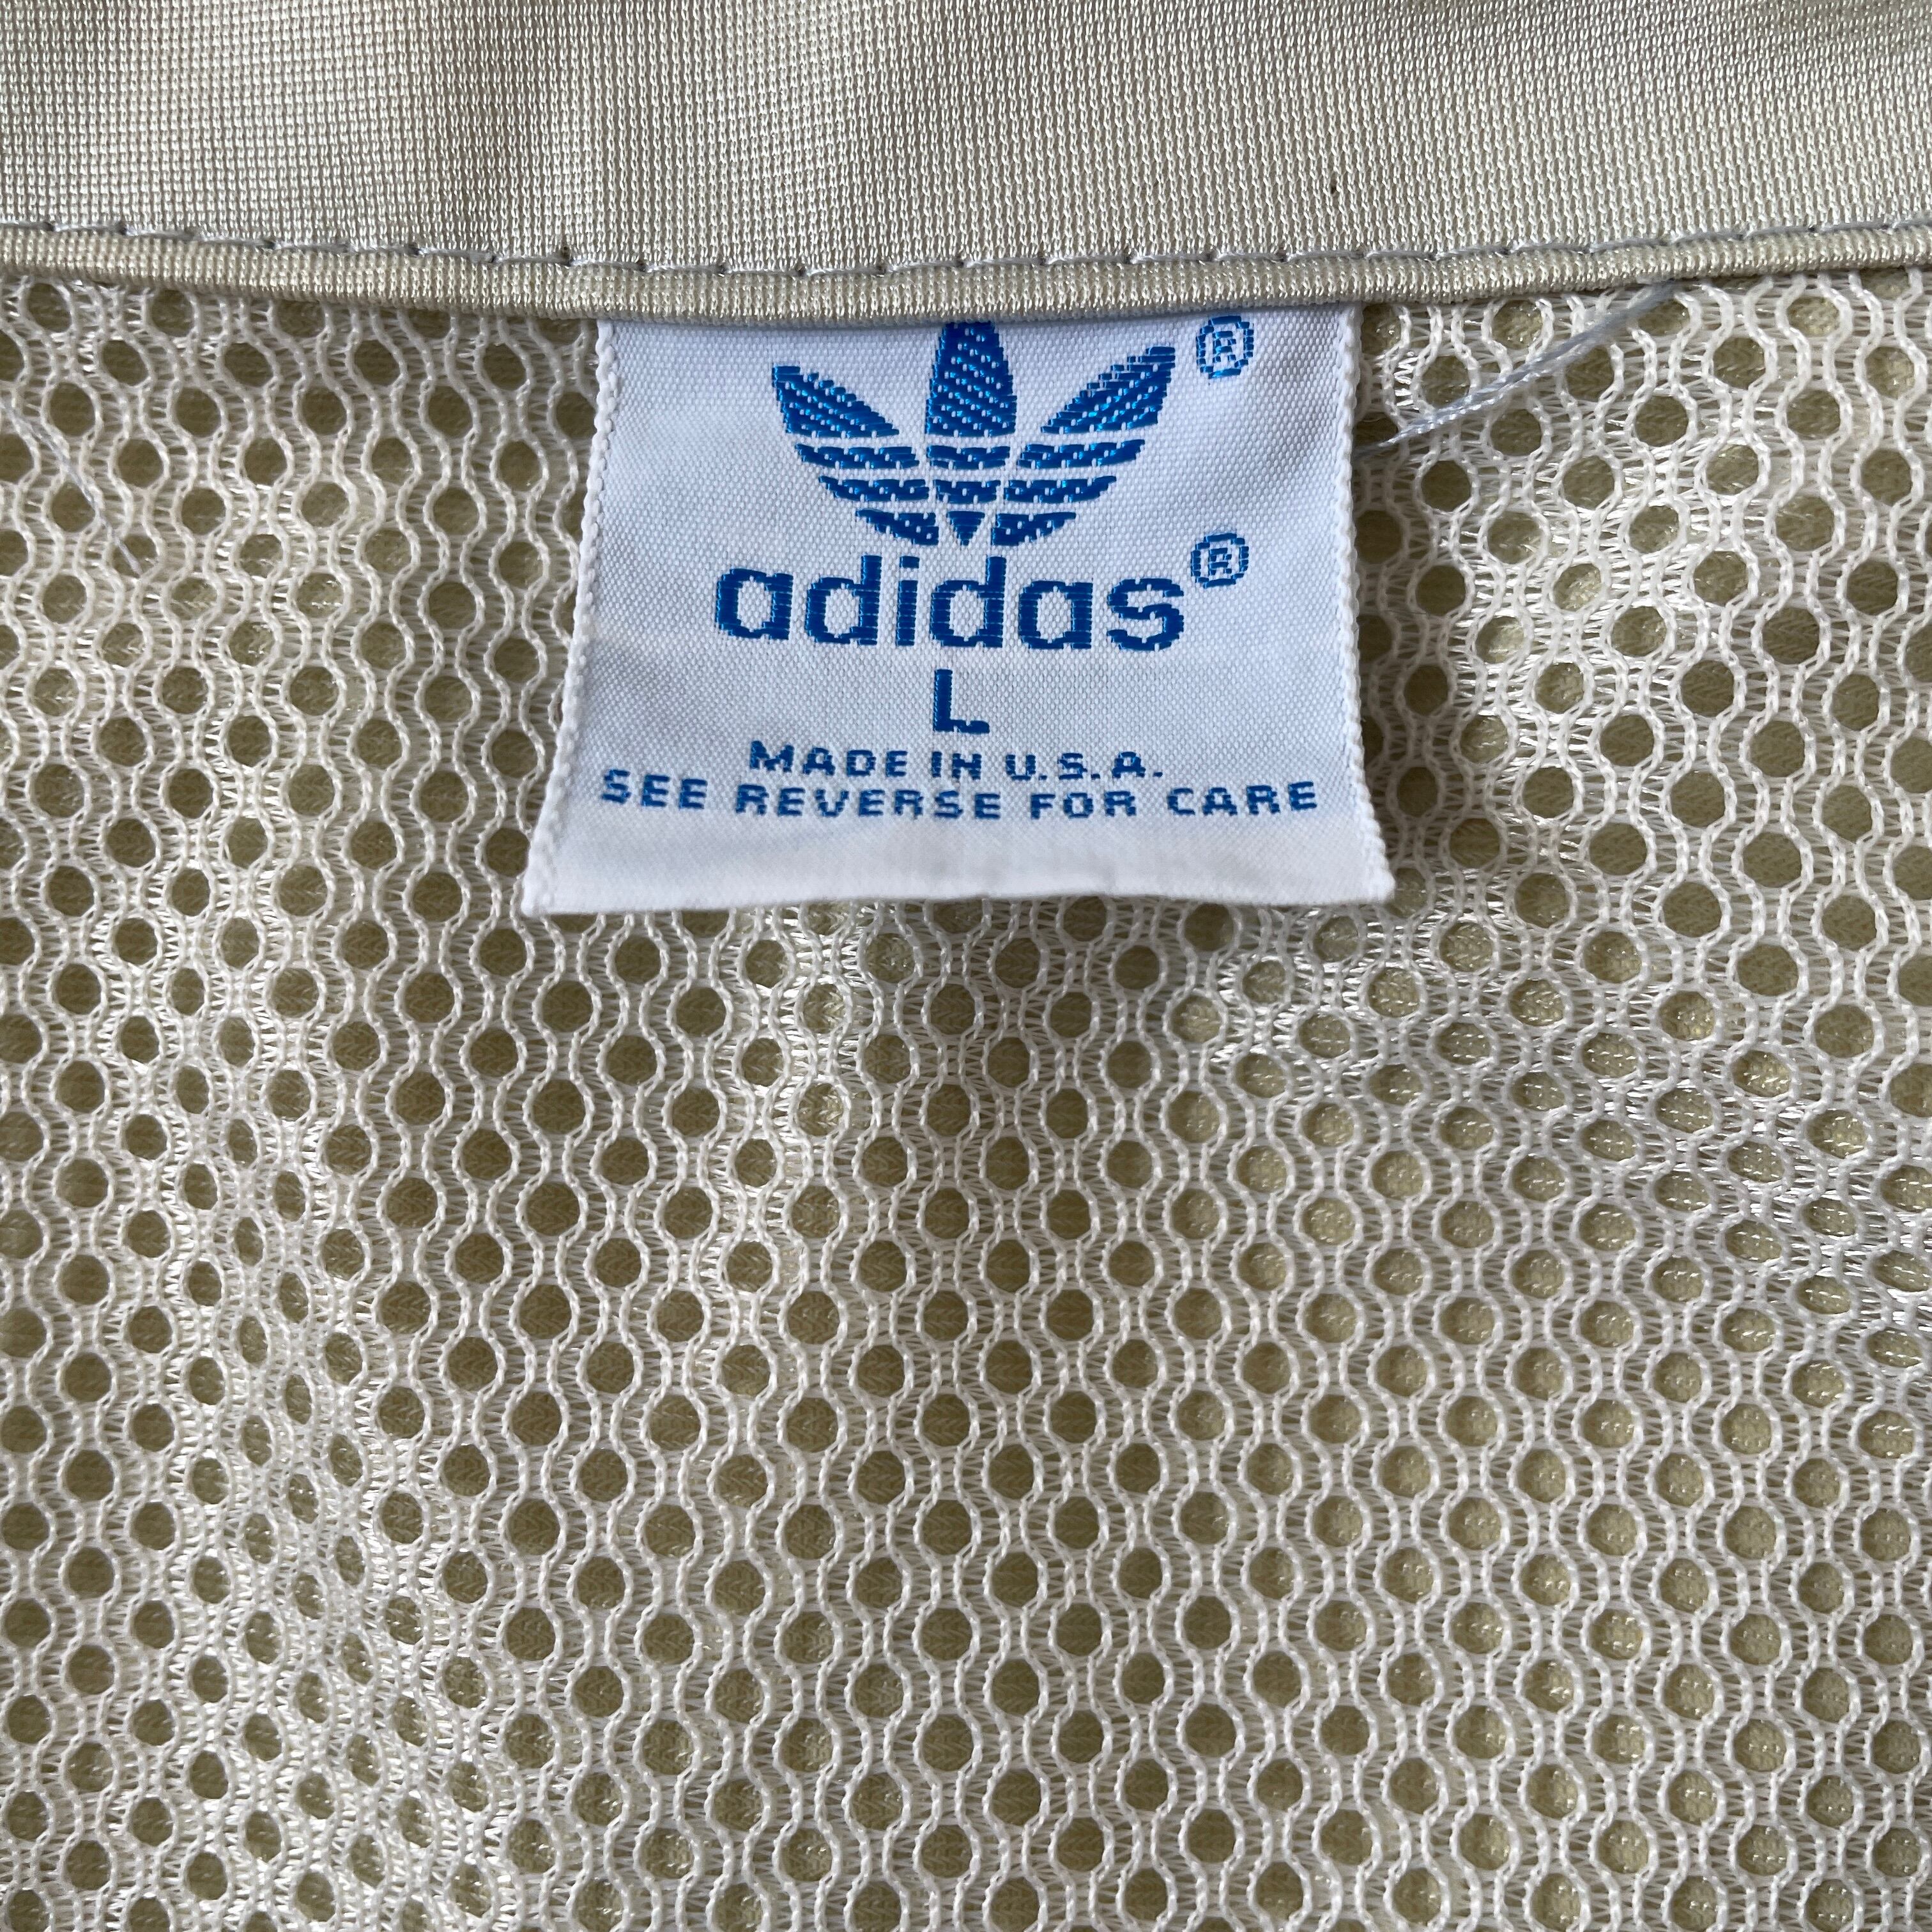 ®
adidas®
L
MADE IN U.S.A.
SEE REVERSE FOR CARE